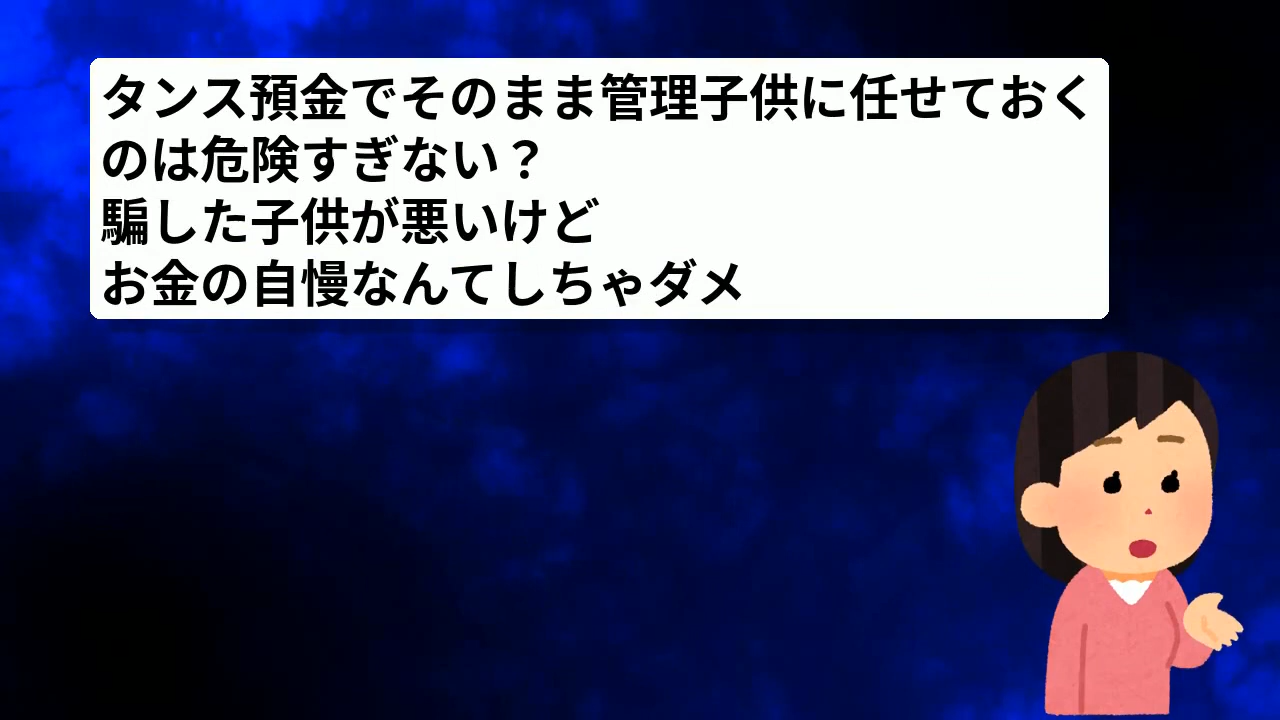 タンス預金でそのまま管理子供に任せておく
のは危険すぎない？
騙した子供が悪いけど
お金の自慢なんてしちゃダメ